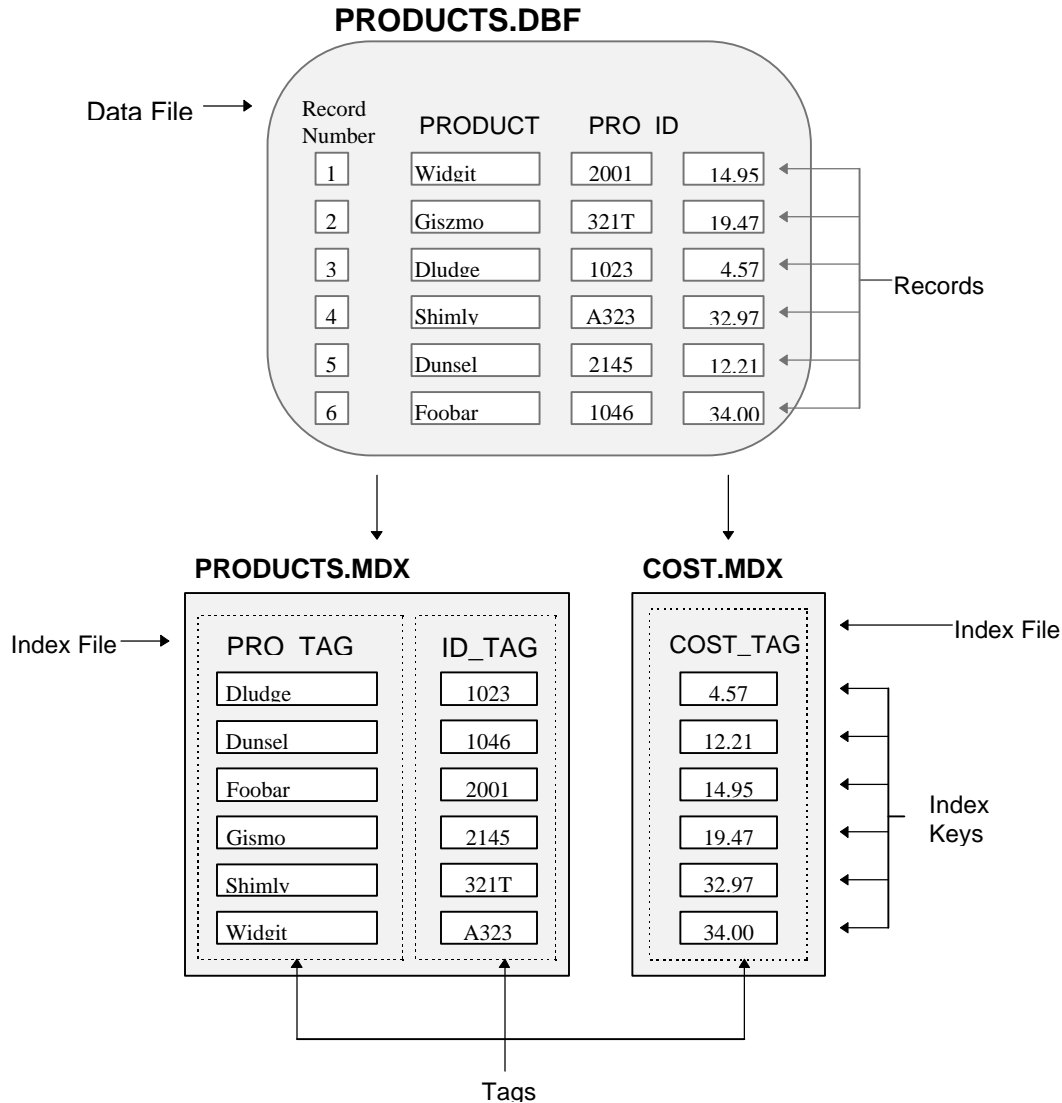 PRODUCTS.DBF
Data File
Record
Number
PRODUCT PRO ID
1 Widgit 2001 14.95
2 Giszmo 321T 19.47
3 Dludge 1023 4.57
4 Shimly A323 32.97
5 Dunsel 2145 12.21
6 Foobar 1046 34.00
Records
PRODUCTS.MDX
COST.MDX
Index File
PRO TAG
ID_TAG
COST_TAG
Index File
Dludge 1023 4.57
Dunsel 1046 12.21
Foobar 2001 14.95
Gismo 2145 19.47
Shimly 321T 32.97
Widgit A323 34.00
Index
Keys
Tags